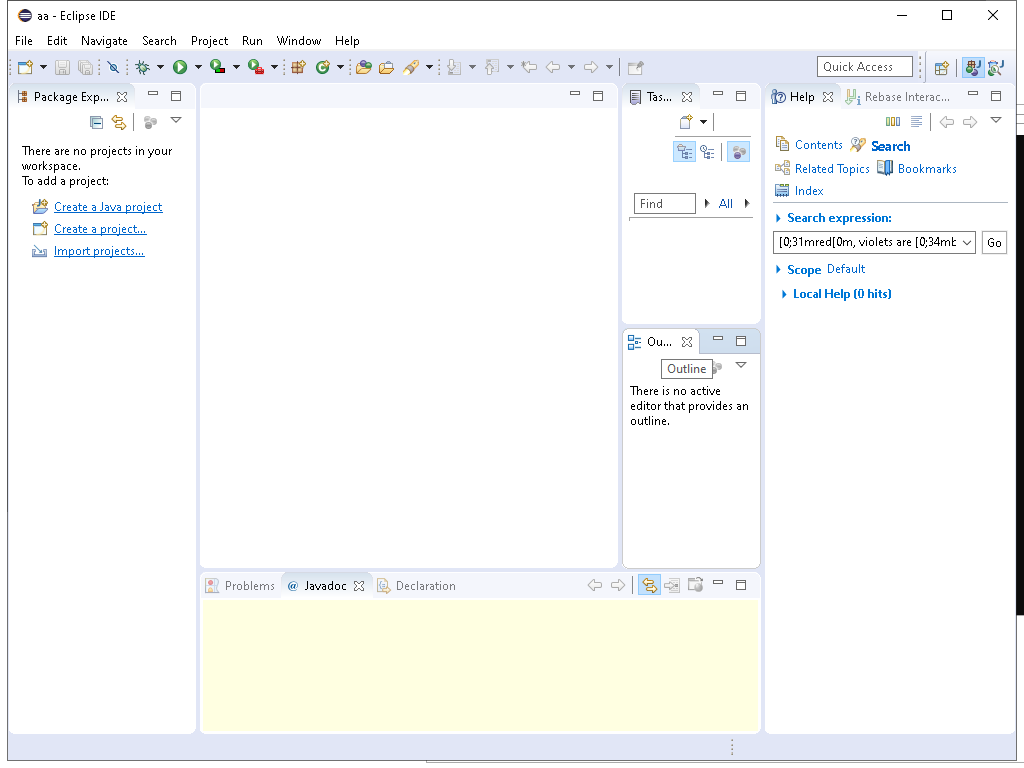 aa - Eclipse IDE
File Edit Navigate Search Project Run Window Help
Quick Access
Package Exp...
There are no projects in your
workspace.
To add a project:
Create a Java project
Create a project...
Import projects...
Tas...
Find
All
Ou...
Outline
There is no active
editor that provides an
outline.
Help
Rebase Interac...
Contents
Search
Related Topics
Bookmarks
Index
Search expression:
[0;31mred[0m, violets are [0;34mb
Go
Scope Default
Local Help (0 hits)
Problems
@ Javadoc
Declaration